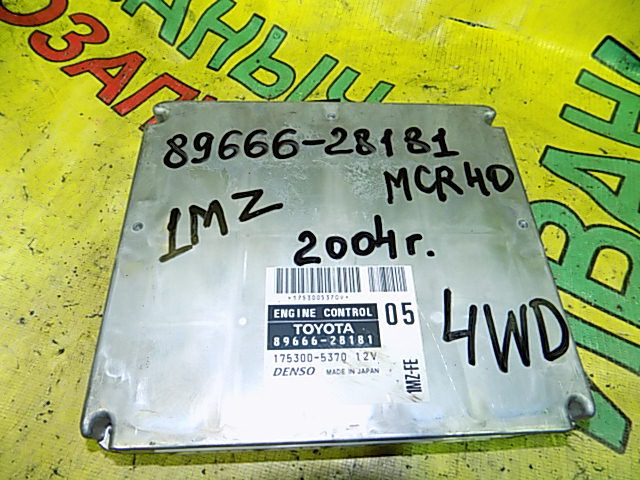 89666-28181
MCR40
1MZ
2004г.
*1753005370V*
ENGINE CONTROL 05
TOYOTA
89666-28181
175300-5370 12V
DENSO MADE IN JAPAN
1MZ-FE
4WD